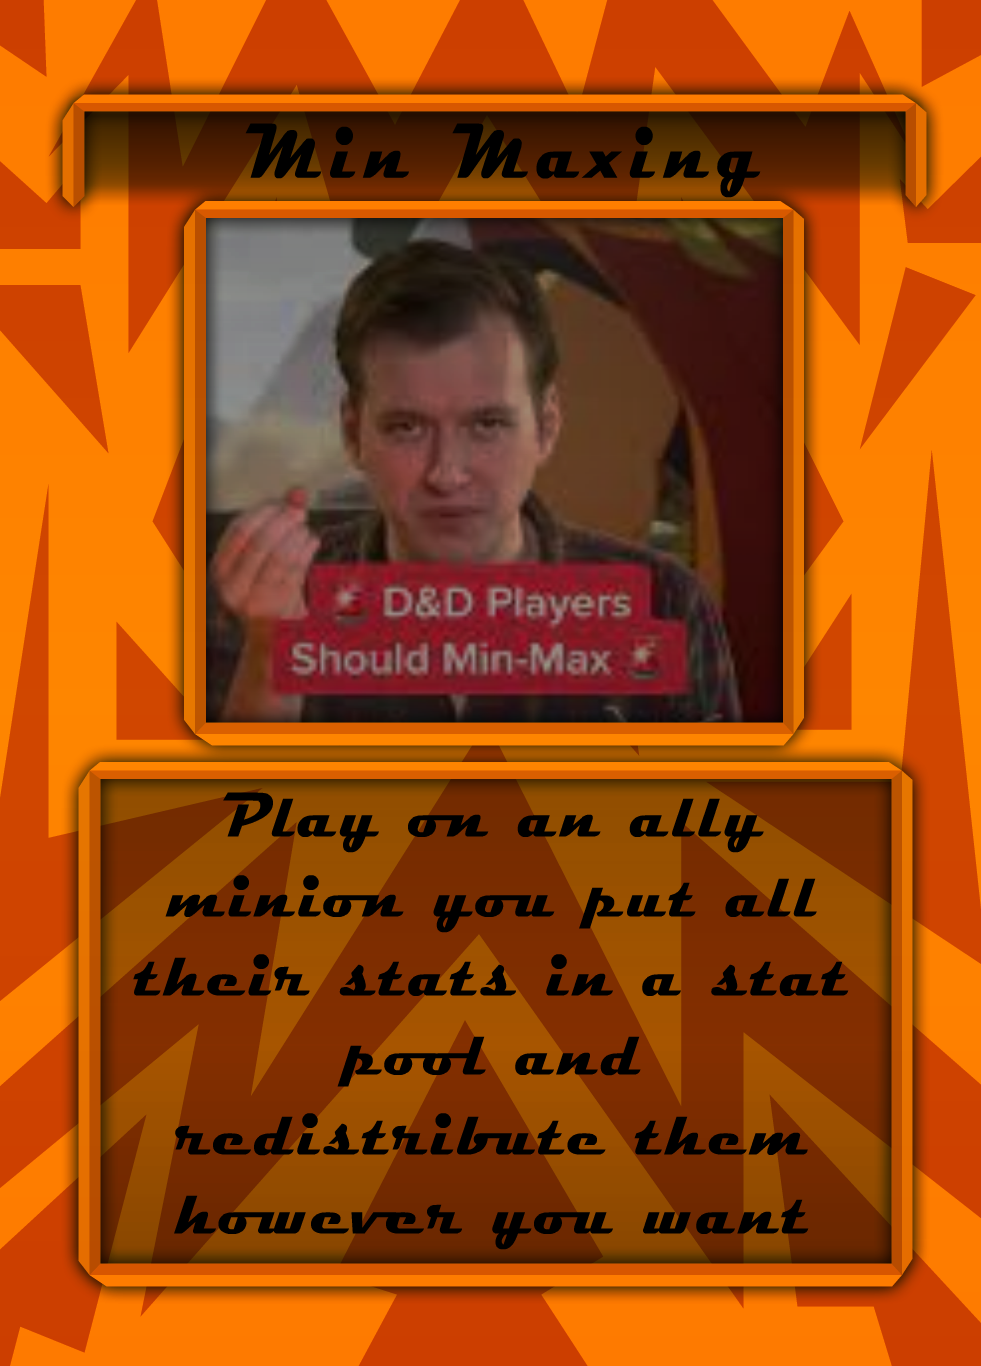 Min Maxing
🚨 D&D Players
Should Min-Max 🚨
Play on an ally
minion you put all
their stats in a stat
pool and
redistribute them
however you want